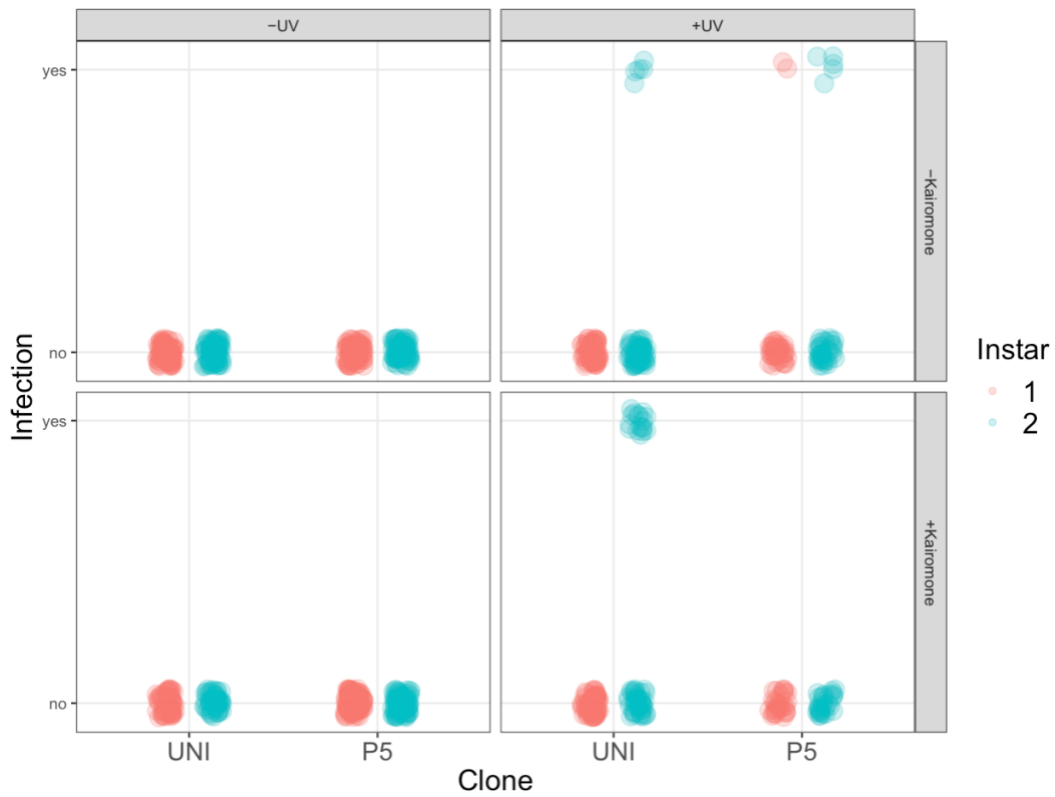 −UV
+UV
yes
no
−Kairomone
yes
no
+Kairomone
Infection
UNI
P5
UNI
P5
Clone
Instar
1
2